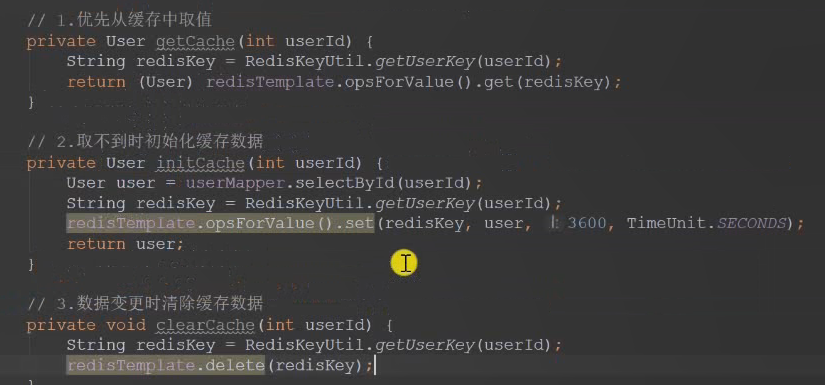 // 1.优先从缓存中取值
private User getCache(int userId) {
String redisKey = RedisKeyUtil.getUserKey(userId);
return (User) redisTemplate.opsForValue().get(redisKey);
}
// 2.取不到时初始化缓存数据
private User initCache(int userId) {
User user = userMapper.selectById(userId);
String redisKey = RedisKeyUtil.getUserKey(userId);
redisTemplate.opsForValue().set(redisKey, user, l: 3600, TimeUnit.SECONDS);
return user;
}
// 3.数据变更时清除缓存数据
private void clearCache(int userId) {
String redisKey = RedisKeyUtil.getUserKey(userId);
redisTemplate.delete(redisKey);
}